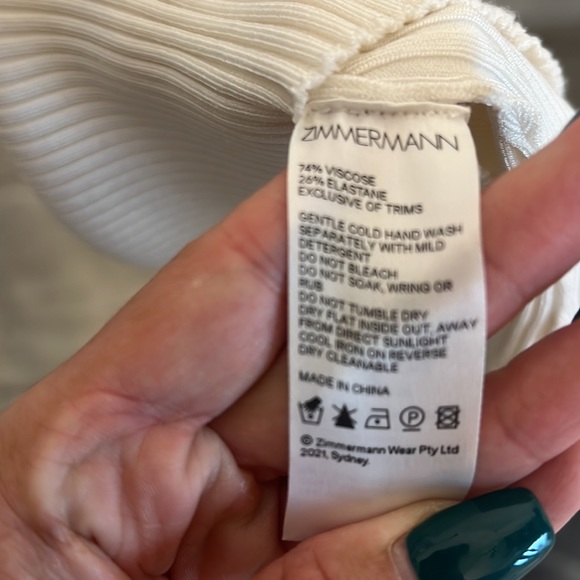 ZIMMERMANN
74% VISCOSE
26% ELASTANE
EXCLUSIVE OF TRIMS
GENTLE COLD HAND WASH
SEPARATELY WITH MILD
DETERGENT
DO NOT BLEACH
DO NOT SOAK, WRING OR
RUB
DO NOT TUMBLE DRY
DRY FLAT INSIDE OUT, AWAY
FROM DIRECT SUNLIGHT
COOL IRON ON REVERSE
DRY CLEANABLE
MADE IN CHINA
P
© Zimmermann Wear Pty Ltd
2021, Sydney.